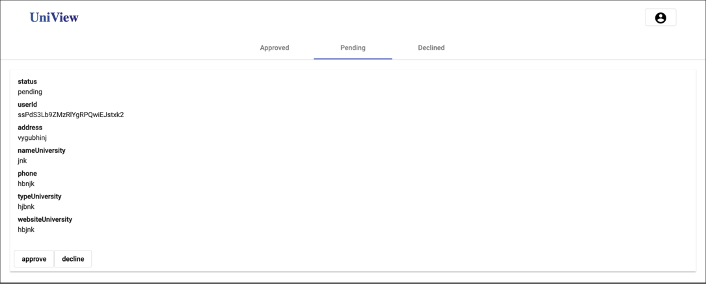 UniView
Approved Pending Declined
status
pending
userId
ssPdS3Lb9ZMzRlYgRPQwiEJstxk2
address
vygubhinj
nameUniversity
jnk
phone
hbnjk
typeUniversity
hjbnk
websiteUniversity
hbjnk
approve decline